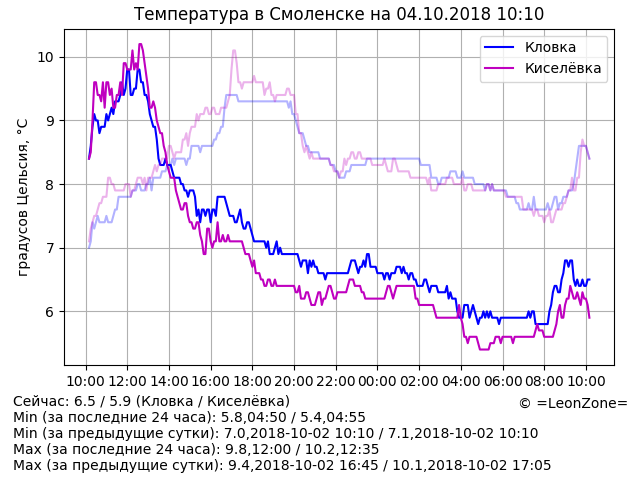 Температура в Смоленске на 04.10.2018 10:10
градусов Цельсия, °C
10
9
8
7
6
Кловка
Киселёвка
10:00 12:00 14:00 16:00 18:00 20:00 22:00 00:00 02:00 04:00 06:00 08:00 10:00
Сейчас: 6.5 / 5.9 (Кловка / Киселёвка)
© =LeonZone=
Min (за последние 24 часа): 5.8,04:50 / 5.4,04:55
Min (за предыдущие сутки): 7.0,2018-10-02 10:10 / 7.1,2018-10-02 10:10
Max (за последние 24 часа): 9.8,12:00 / 10.2,12:35
Max (за предыдущие сутки): 9.4,2018-10-02 16:45 / 10.1,2018-10-02 17:05